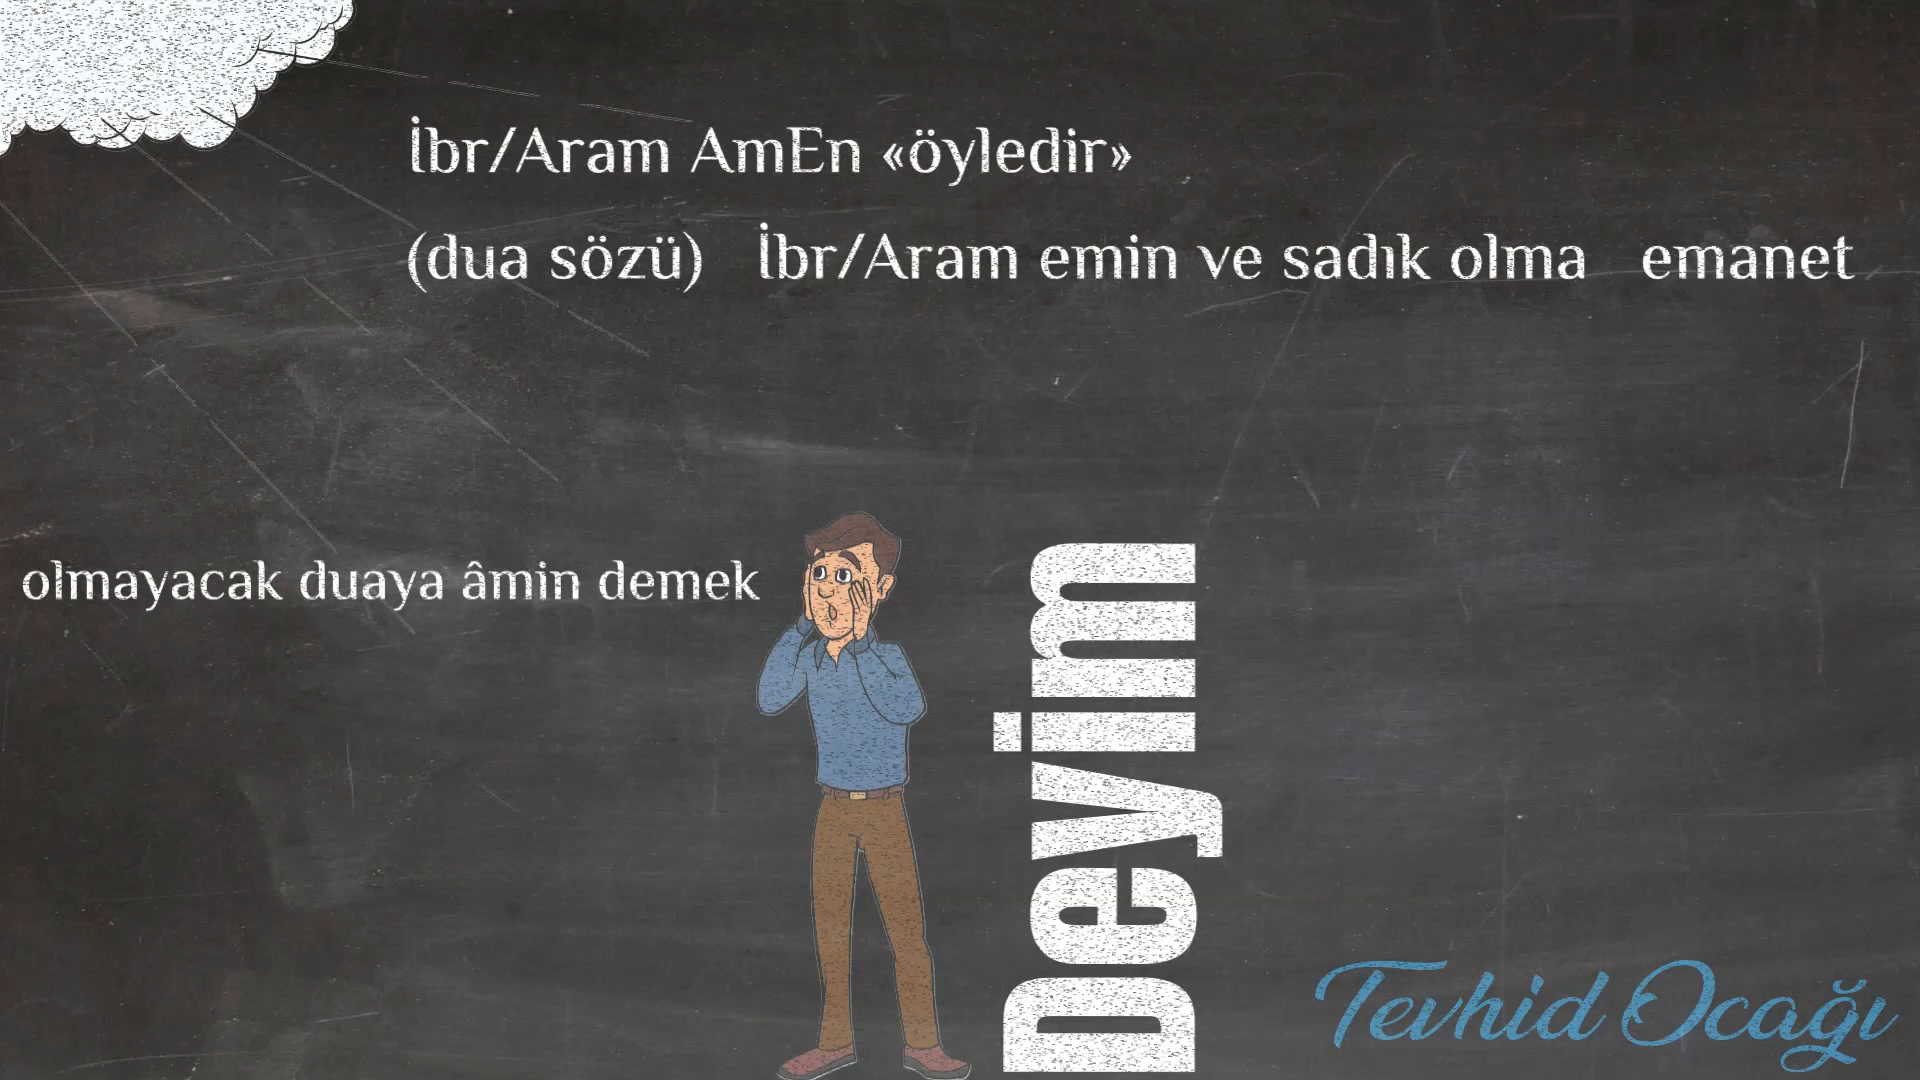 İbr/Aram AmEn «öyledir»
(dua sözü) İbr/Aram emin ve sadık olma emanet
olmayacak duaya âmin demek
Deyim
Tevhid Ocağı